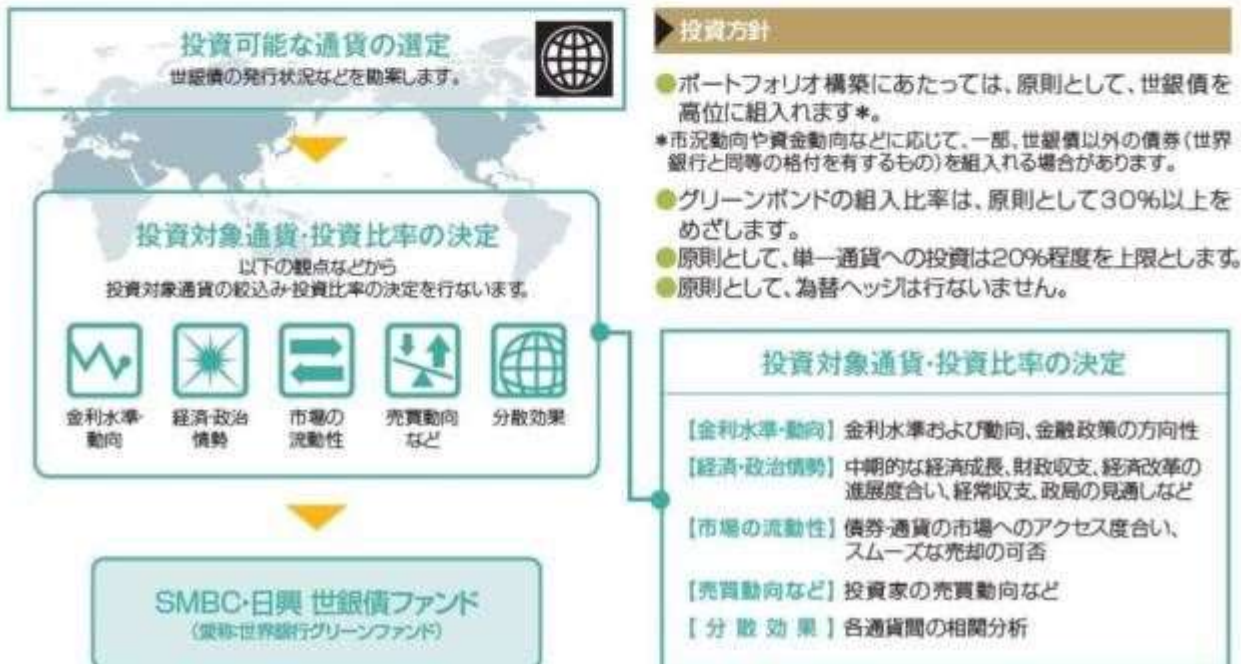 投資可能な通貨の選定
世銀債の発行状況などを勘案します。
投資対象通貨・投資比率の決定
以下の観点などから
投資対象通貨の絞込み・投資比率の決定を行ないます。
金利水準・
動向
経済・政治
情勢
市場の
流動性
売買動向
など
分散効果
SMBC・日興 世銀債ファンド
(愛称:世界銀行グリーンファンド)
投資方針
●ポートフォリオ構築にあたっては、原則として、世銀債を
高位に組入れます*。
*市況動向や資金動向などに応じて、一部、世銀債以外の債券(世界
銀行と同等の格付を有するもの)を組入れる場合があります。
●グリーンボンドの組入比率は、原則として30%以上を
めざします。
●原則として、単一通貨への投資は20%程度を上限とします。
●原則として、為替ヘッジは行ないません。
投資対象通貨・投資比率の決定
【金利水準・動向】金利水準および動向、金融政策の方向性
【経済・政治情勢】中期的な経済成長、財政収支、経済改革の
進展度合い、経常収支、政局の見通しなど
【市場の流動性】債券・通貨の市場へのアクセス度合い、
スムーズな売却の可否
【売買動向など】投資家の売買動向など
【分散効果】各通貨間の相関分析